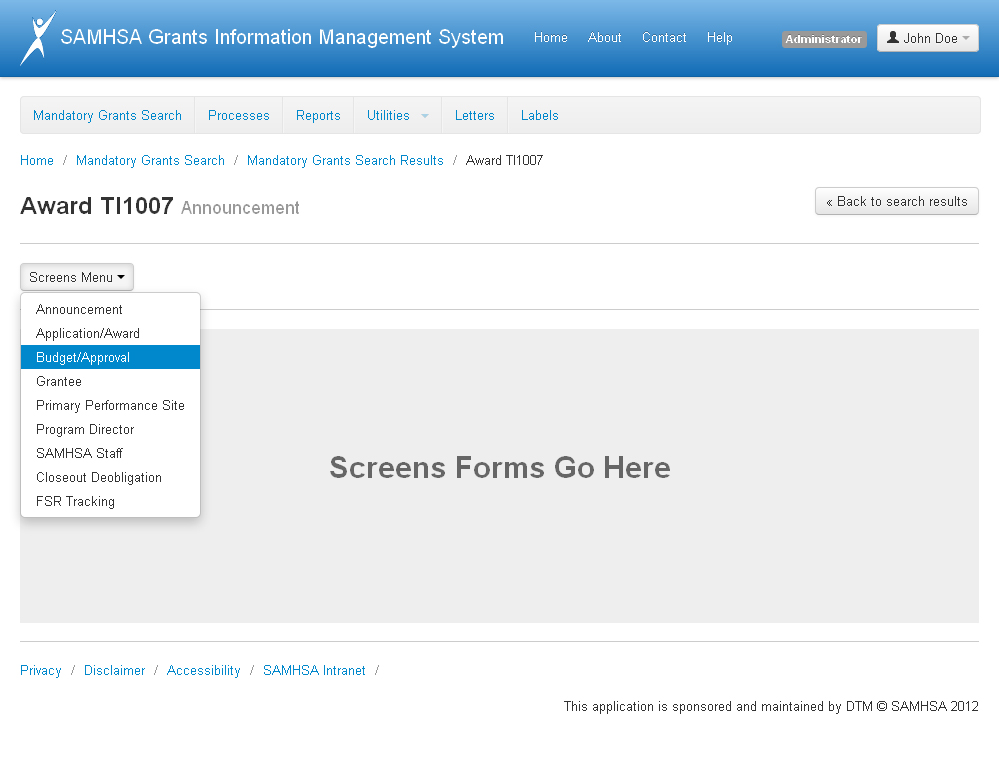 SAMHSA Grants Information Management System Home About Contact Help Administrator John Doe
Mandatory Grants Search Processes Reports Utilities Letters Labels
Home / Mandatory Grants Search / Mandatory Grants Search Results / Award TI1007
Award TI1007 Announcement
« Back to search results
Screens Menu
Announcement
Application/Award
Budget/Approval
Grantee
Primary Performance Site
Program Director
SAMHSA Staff
Closeout Deobligation
FSR Tracking
Screens Forms Go Here
Privacy / Disclaimer / Accessibility / SAMHSA Intranet /
This application is sponsored and maintained by DTM © SAMHSA 2012